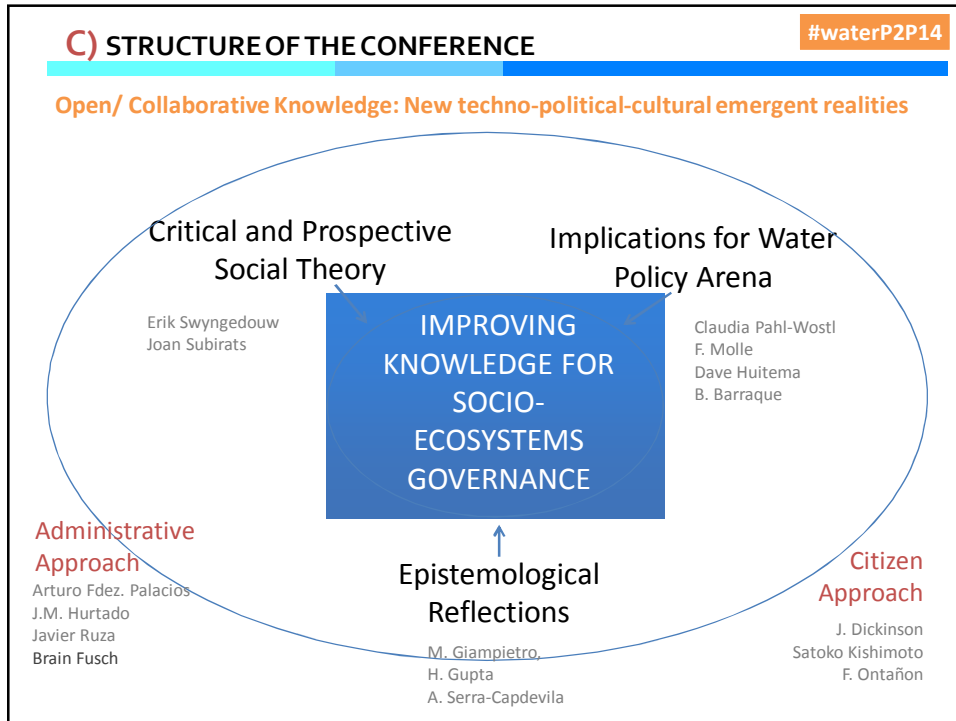 C) STRUCTURE OF THE CONFERENCE
#waterP2P14
Open/ Collaborative Knowledge: New techno-political-cultural emergent realities
Critical and Prospective
Social Theory
Erik Swyngedouw
Joan Subirats
Implications for Water
Policy Arena
Claudia Pahl-Wostl
F. Molle
Dave Huitema
B. Barraque
IMPROVING
KNOWLEDGE FOR
SOCIO-
ECOSYSTEMS
GOVERNANCE
Administrative
Approach
Arturo Fdez. Palacios
J.M. Hurtado
Javier Ruza
Brain Fusch
Epistemological
Reflections
M. Giampietro,
H. Gupta
A. Serra-Capdevila
Citizen
Approach
J. Dickinson
Satoko Kishimoto
F. Ontañon